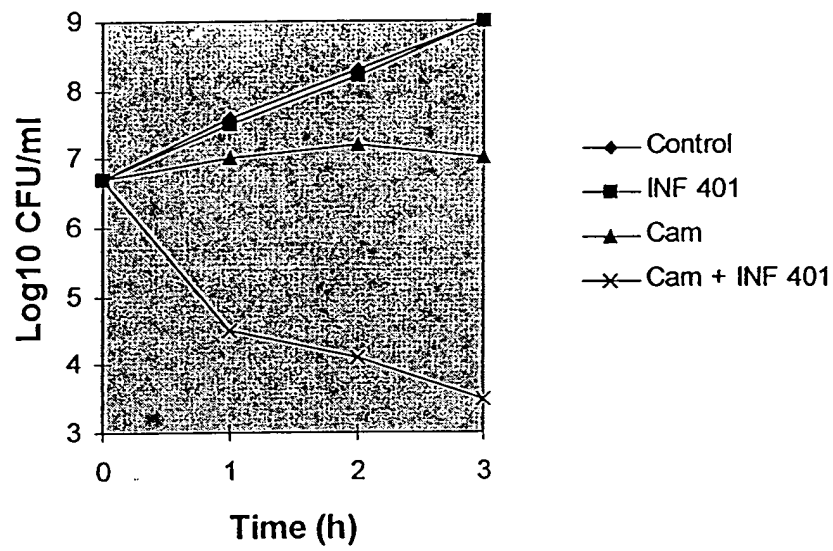 9
8
7
6
5
4
3
Log10 CFU/ml
0 1 2 3
Time (h)
Control
INF 401
Cam
Cam + INF 401